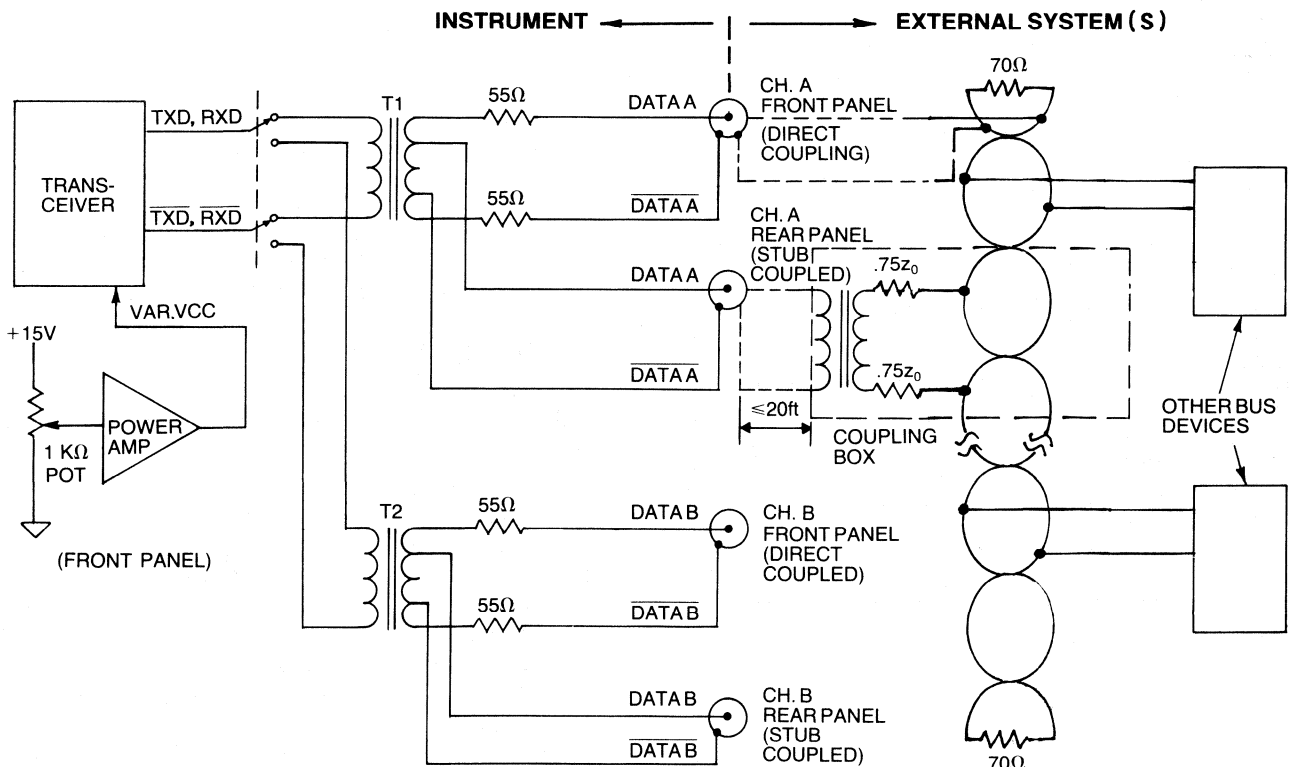 INSTRUMENT
EXTERNAL SYSTEM(S)
70Ω
TXD, RXD
T1
55Ω
DATA A
CH. A
FRONT PANEL
(DIRECT
COUPLING)
TRANS-
CEIVER
TXD, RXD
55Ω
DATA A
CH. A
REAR PANEL
(STUB
COUPLED)
DATA A
.75z₀
VAR.VCC
+15V
DATA A
.75z₀
≤20ft
POWER
AMP
1 KΩ
POT
COUPLING
BOX
OTHER BUS
DEVICES
T2
55Ω
DATA B
CH. B
FRONT PANEL
(DIRECT
COUPLED)
(FRONT PANEL)
55Ω
DATA B
DATA B
CH. B
REAR PANEL
(STUB
COUPLED)
DATA B
70Ω